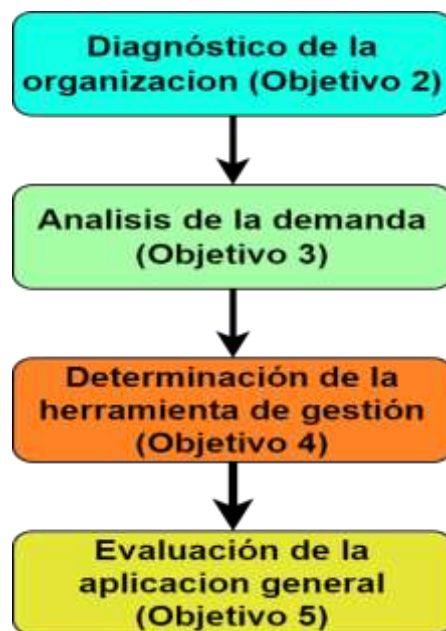 Diagnóstico de la
organizacion (Objetivo 2)
Analisis de la demanda
(Objetivo 3)
Determinación de la
herramienta de gestión
(Objetivo 4)
Evaluación de la
aplicacion general
(Objetivo 5)